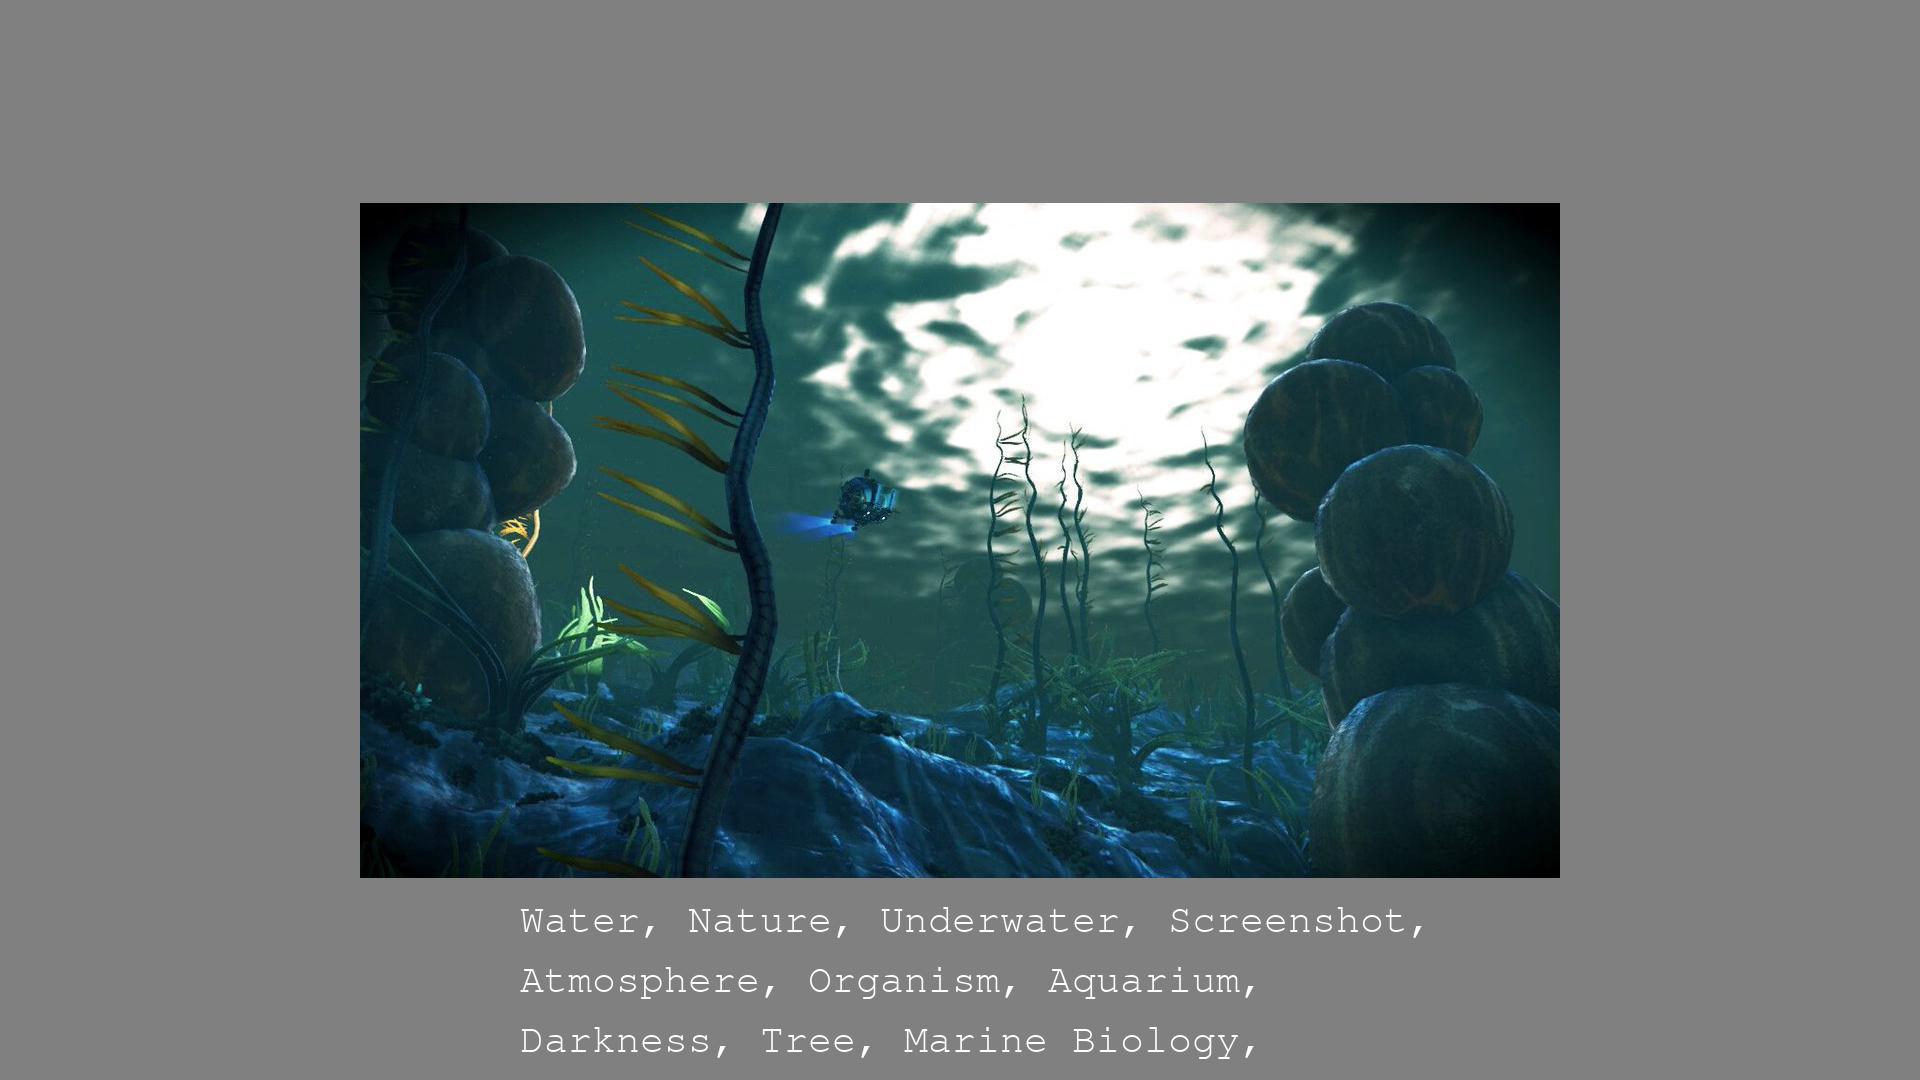 Water, Nature, Underwater, Screenshot,
Atmosphere, Organism, Aquarium,
Darkness, Tree, Marine Biology,